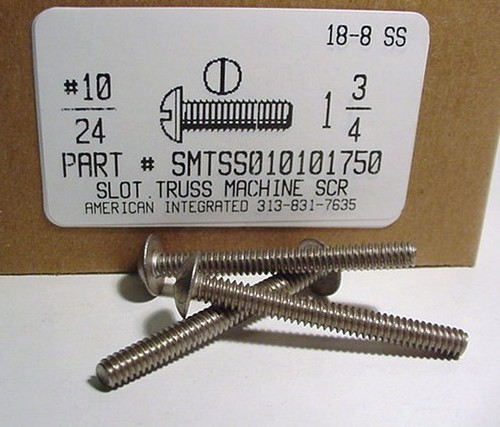 18-8 SS
#10
24
1 3/4
PART # SMTSS010101750
SLOT.TRUSS MACHINE SCR
AMERICAN INTEGRATED 313-831-7635